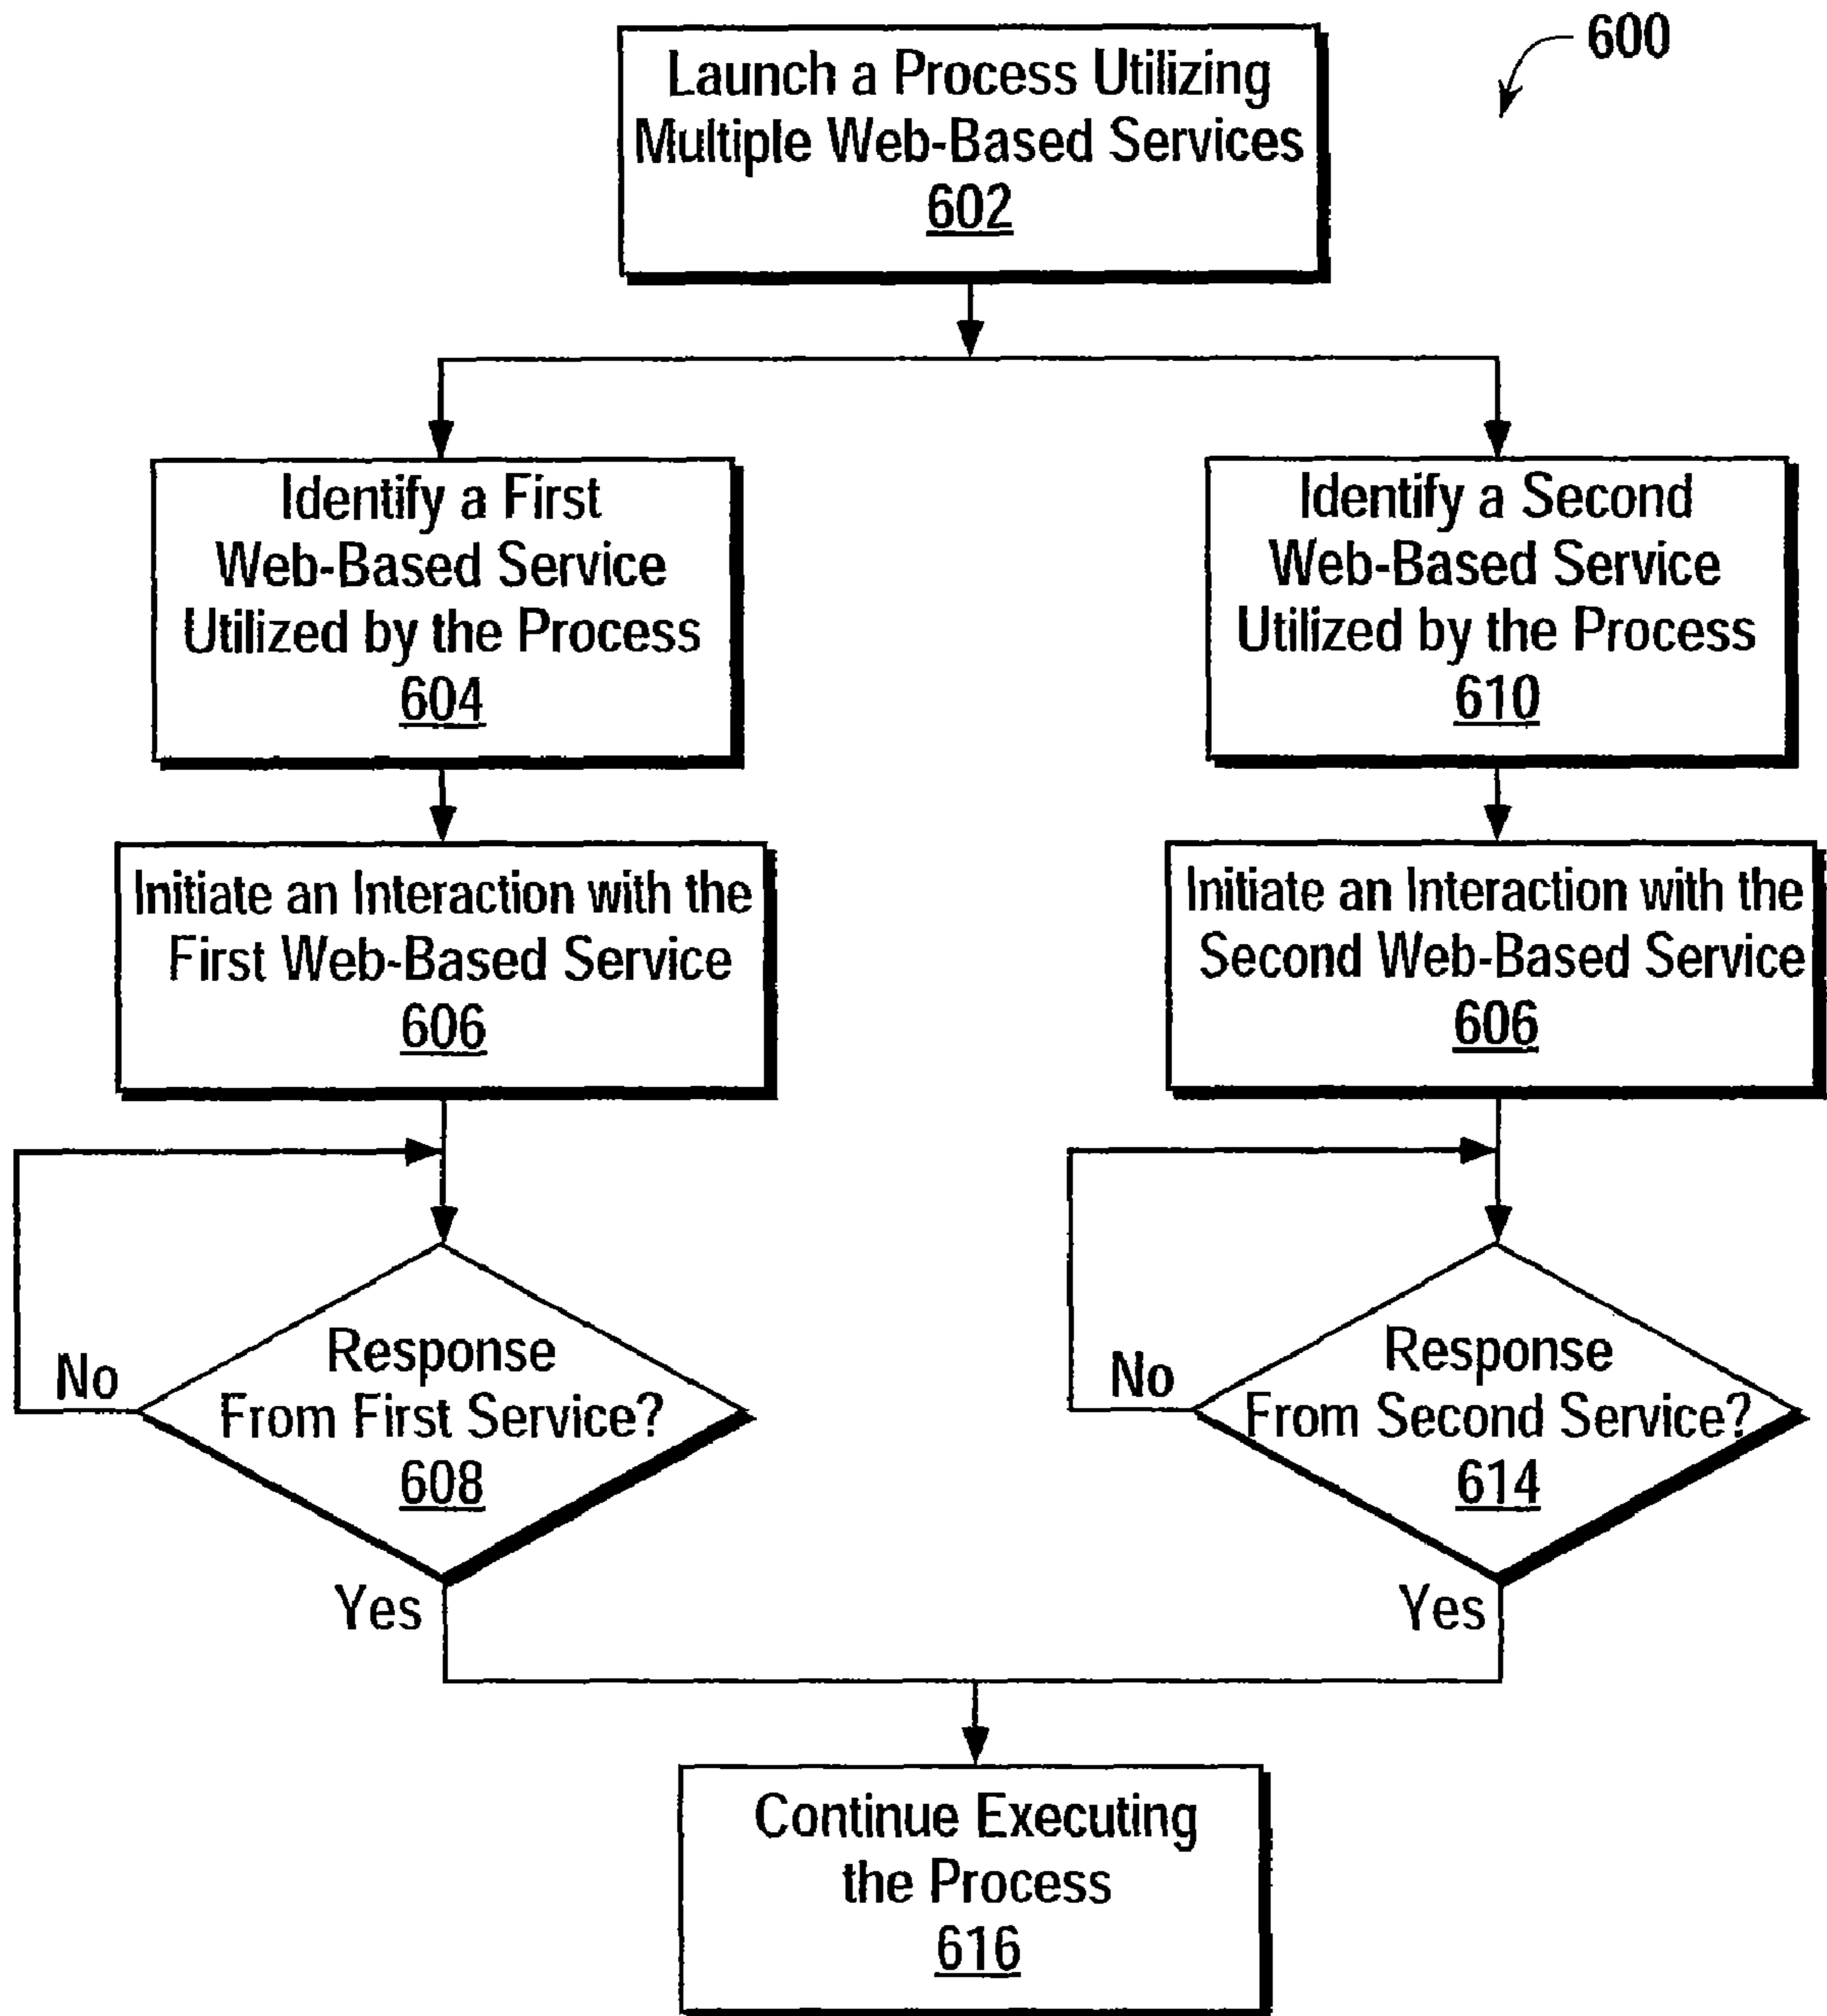 600
Launch a Process Utilizing
Multiple Web-Based Services
602
Identify a First
Web-Based Service
Utilized by the Process
604
Identify a Second
Web-Based Service
Utilized by the Process
610
Initiate an Interaction with the
First Web-Based Service
606
Initiate an Interaction with the
Second Web-Based Service
606
No
Response
From First Service?
608
Yes
No
Response
From Second Service?
614
Yes
Continue Executing
the Process
616